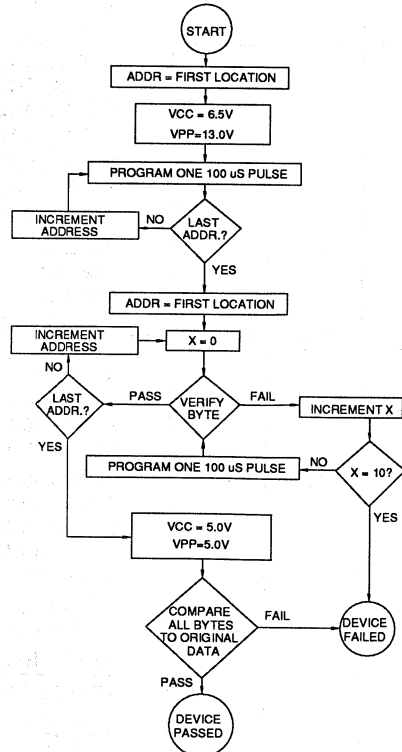 START
ADDR = FIRST LOCATION
VCC = 6.5V
VPP=13.0V
PROGRAM ONE 100 uS PULSE
INCREMENT
ADDRESS
NO
LAST
ADDR.?
YES
ADDR = FIRST LOCATION
INCREMENT
ADDRESS
X = 0
NO
LAST
ADDR.?
PASS
VERIFY
BYTE
FAIL
INCREMENT X
YES
PROGRAM ONE 100 uS PULSE
NO
X = 10?
YES
VCC = 5.0V
VPP=5.0V
COMPARE
ALL BYTES
TO ORIGINAL
DATA
FAIL
DEVICE
FAILED
PASS
DEVICE
PASSED